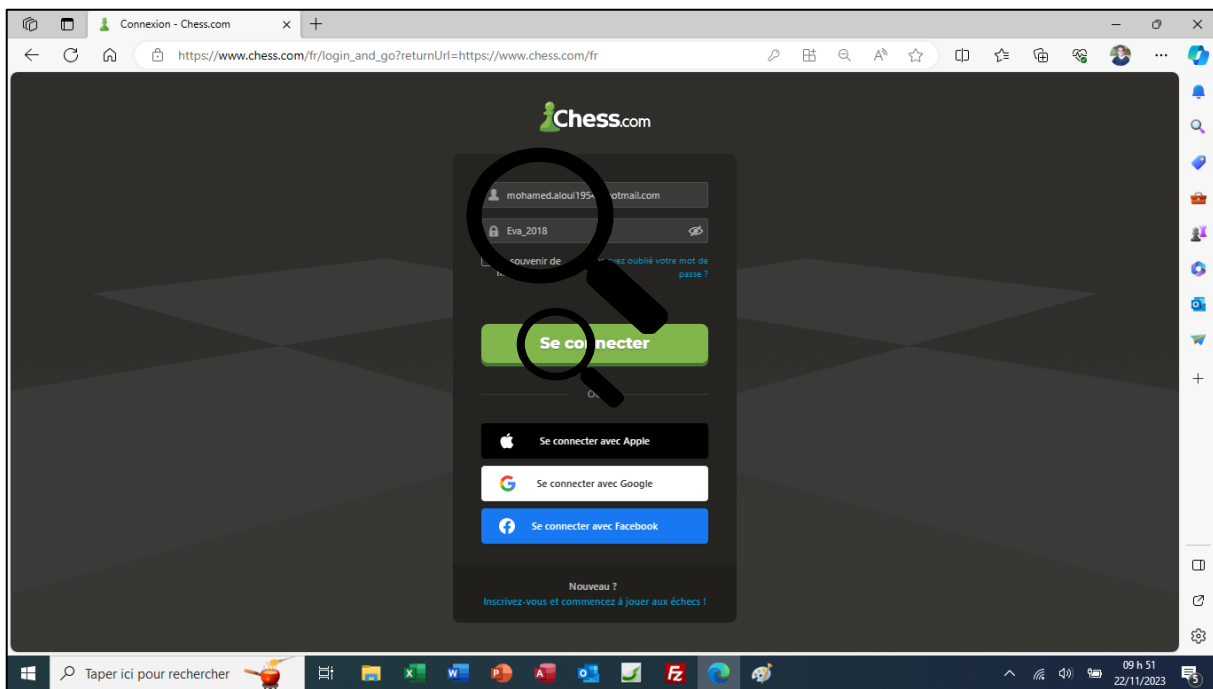 Connexion - Chess.com
https://www.chess.com/fr/login_and_go?returnUrl=https://www.chess.com/fr
Chess.com
mohamed.aloui195 otmail.com
Eva_2018
souvenir de
avez oublié votre mot de
passe ?
Se connecter
Se connecter avec Apple
Se connecter avec Google
Se connecter avec Facebook
Nouveau ?
Inscrivez-vous et commencez à jouer aux échecs !
Taper ici pour rechercher
09 h 51
22/11/2023
5